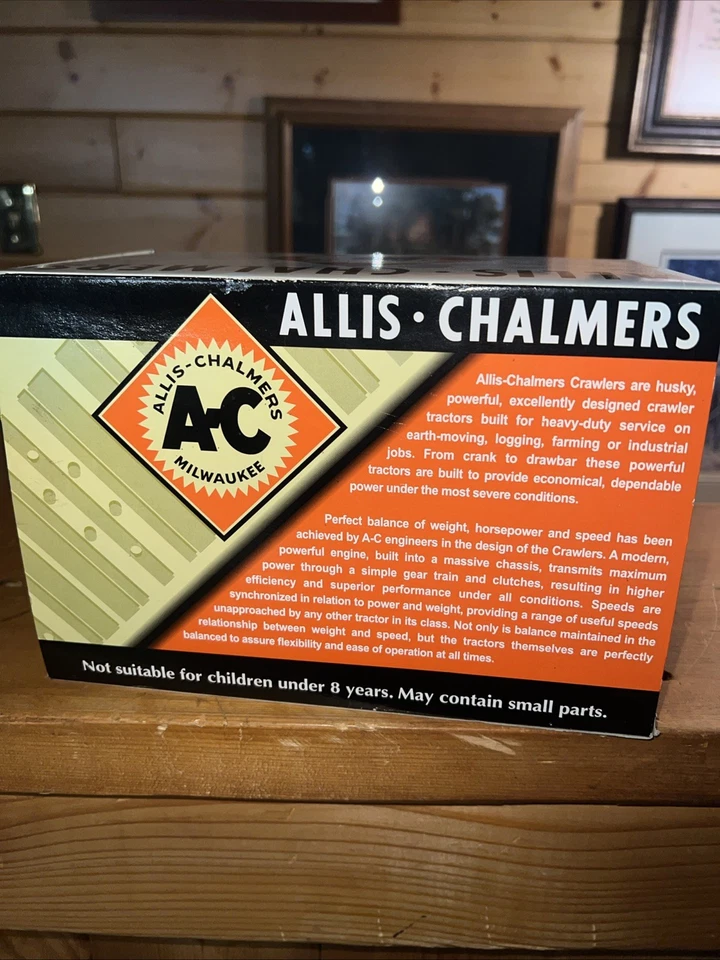 ALLIS · CHALMERS
ALLIS-CHALMERS
A-C
MILWAUKEE
Allis-Chalmers Crawlers are husky,
powerful, excellently designed crawler
tractors built for heavy-duty service on
earth-moving, logging, farming or industrial
jobs. From crank to drawbar these powerful
tractors are built to provide economical, dependable
power under the most severe conditions.
Perfect balance of weight, horsepower and speed has been
achieved by A-C engineers in the design of the Crawlers. A modern,
powerful engine, built into a massive chassis, transmits maximum
power through a simple gear train and clutches, resulting in higher
efficiency and superior performance under all conditions. Speeds are
synchronized in relation to power and weight, providing a range of useful speeds
unapproached by any other tractor in its class. Not only is balance maintained in the
relationship between weight and speed, but the tractors themselves are perfectly
balanced to assure flexibility and ease of operation at all times.
Not suitable for children under 8 years. May contain small parts.